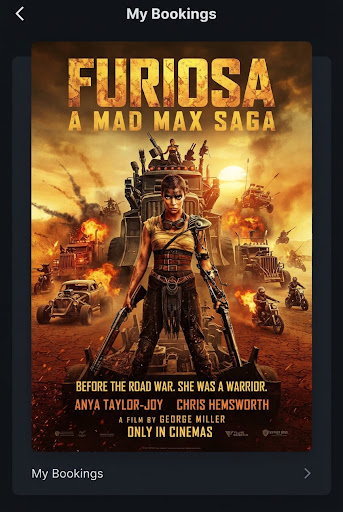 My Bookings
FURIOSA
A MAD MAX SAGA
BEFORE THE ROAD WAR. SHE WAS A WARRIOR.
ANYA TAYLOR-JOY CHRIS HEMSWORTH
A FILM BY GEORGE MILLER
ONLY IN CINEMAS
My Bookings